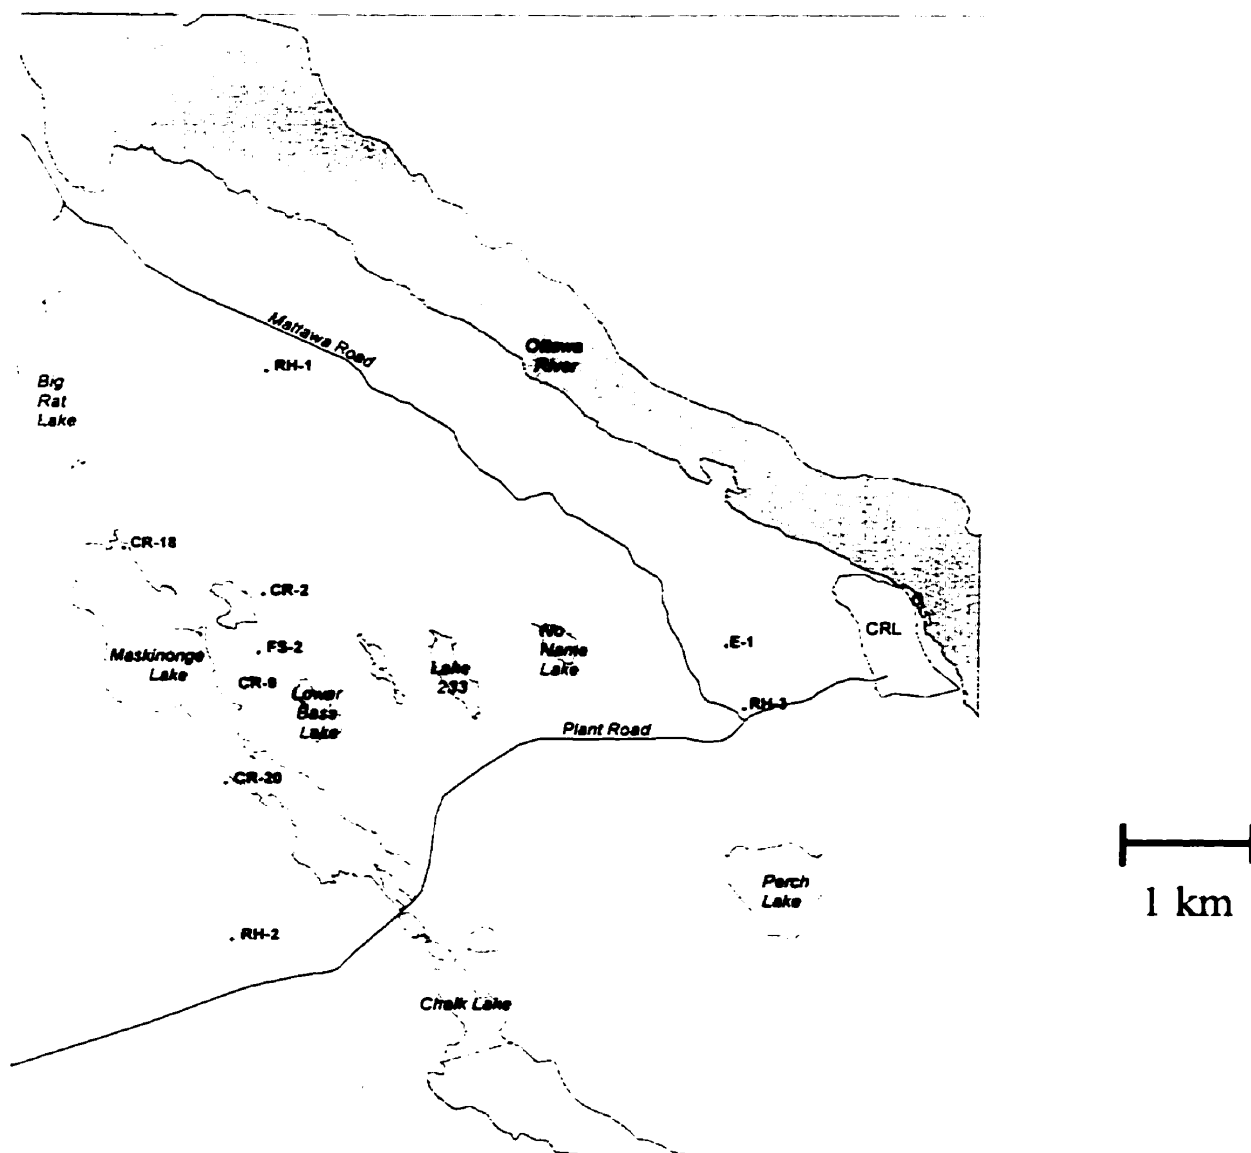 Mattawa Road
Ottawa
River
RH-1
Big
Rat
Lake
CR-18
CR-2
FS-2
Maskinonge
Lake
CR-9
Lower
Bass
Lake
Lake
233
No
Name
Lake
E-1
CRL
RH-3
Plant Road
CR-20
Perch
Lake
1 km
RH-2
Chalk Lake